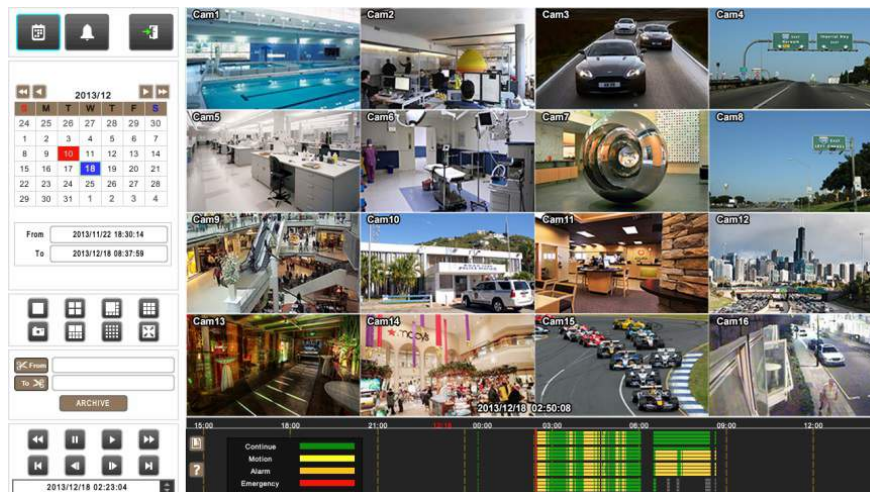 Cam1 Cam2 Cam3 Cam4
2013/12
S M T W T F S
24 25 26 27 28 29 30
1 2 3 4 5 6 7
8 9 10 11 12 13 14
15 16 17 18 19 20 21
22 23 24 25 26 27 28
29 30 31 1 2 3 4
From 2013/11/22 18:30:14
To 2013/12/18 08:37:59
From
To
ARCHIVE
2013/12/18 02:23:04
Cam5 Cam6 Cam7 Cam8
Cam9 Cam10 Cam11 Cam12
Cam13 Cam14 Cam15 Cam16
macys
2013/12/18 02:50:08
15:00 18:00 21:00 12/18 00:00 03:00 06:00 09:00 12:00
?
Continue
Motion
Alarm
Emergency